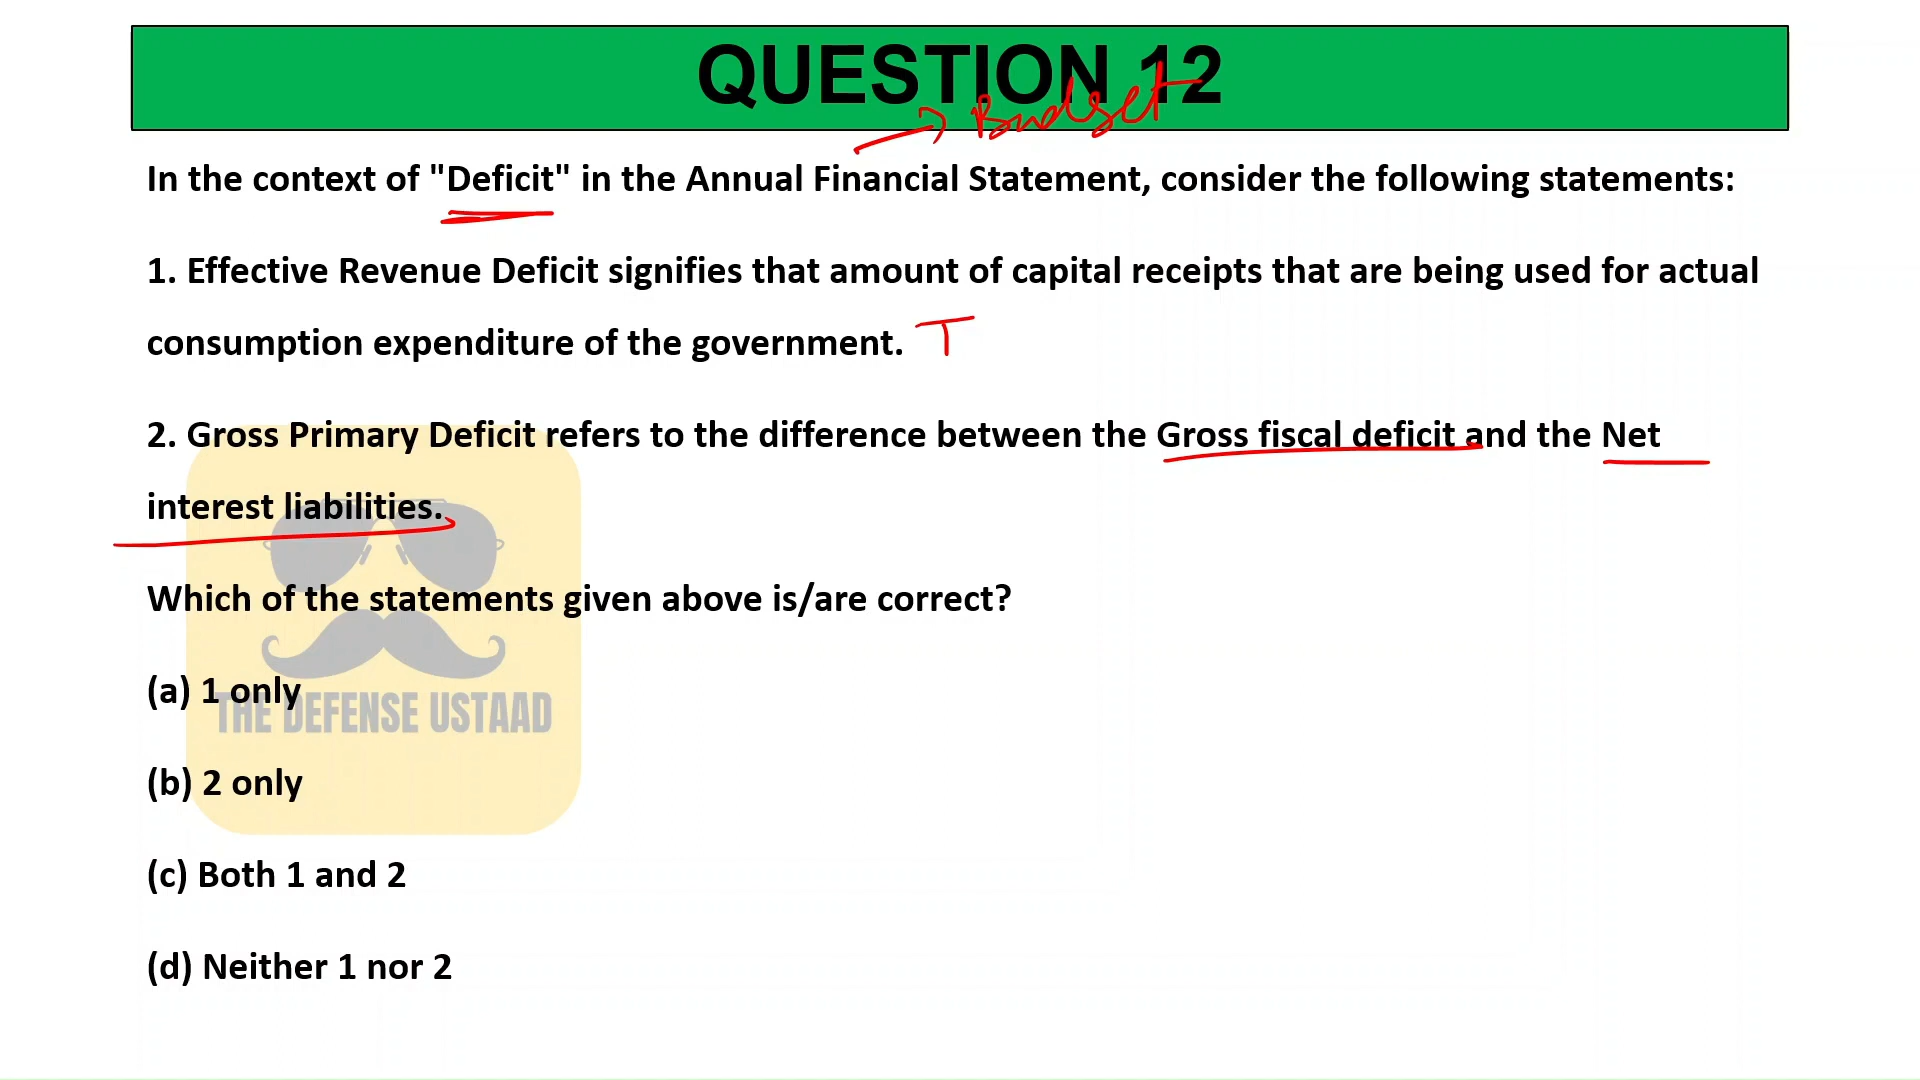 QUESTION 12
Budget
In the context of "Deficit" in the Annual Financial Statement, consider the following statements:
1. Effective Revenue Deficit signifies that amount of capital receipts that are being used for actual
consumption expenditure of the government. T
2. Gross Primary Deficit refers to the difference between the Gross fiscal deficit and the Net
interest liabilities.
Which of the statements given above is/are correct?
(a) 1 only
THE DEFENSE USTAAD
(b) 2 only
(c) Both 1 and 2
(d) Neither 1 nor 2